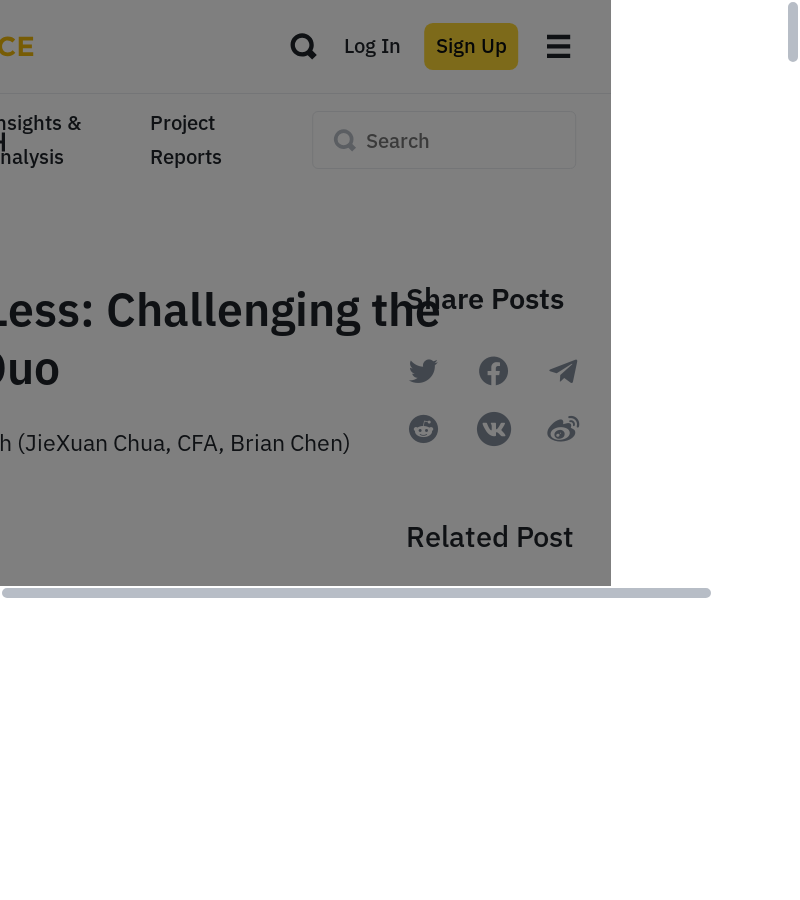 CE
Log In
Sign Up
nsights &
nalysis
H
Project
Reports
Search
Less: Challenging the
Duo
h (JieXuan Chua, CFA, Brian Chen)
Share Posts
Related Post